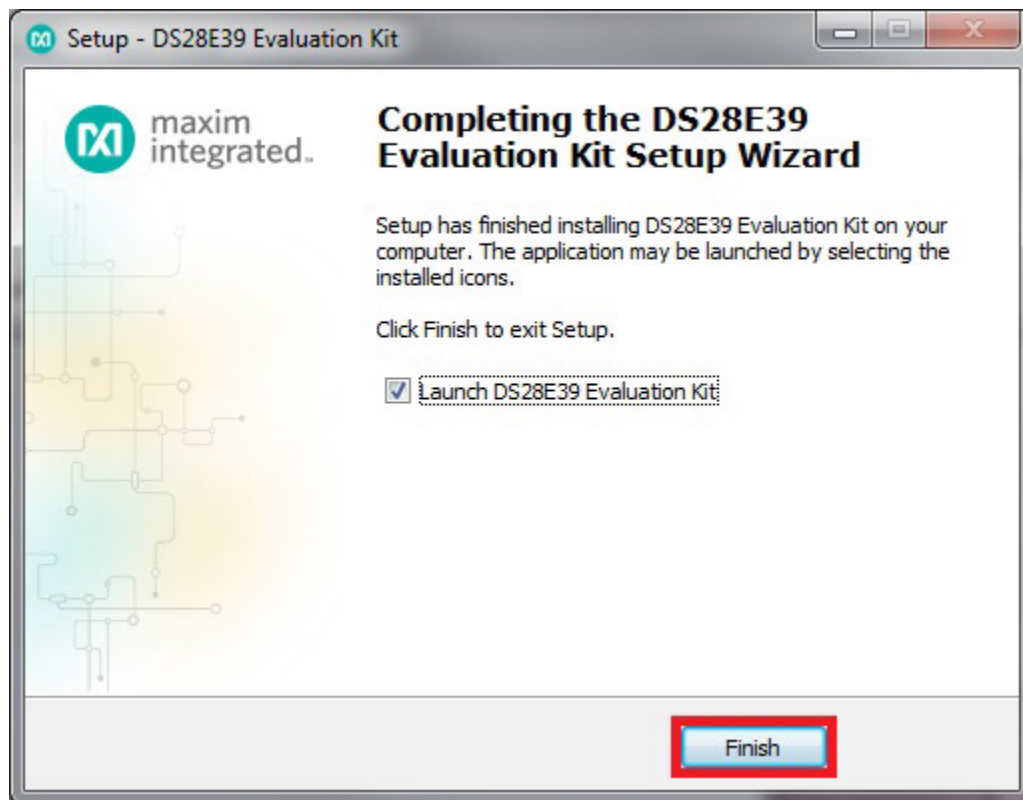 Setup - DS28E39 Evaluation Kit
maxim
integrated™
Completing the DS28E39
Evaluation Kit Setup Wizard
Setup has finished installing DS28E39 Evaluation Kit on your
computer. The application may be launched by selecting the
installed icons.
Click Finish to exit Setup.
Launch DS28E39 Evaluation Kit
Finish